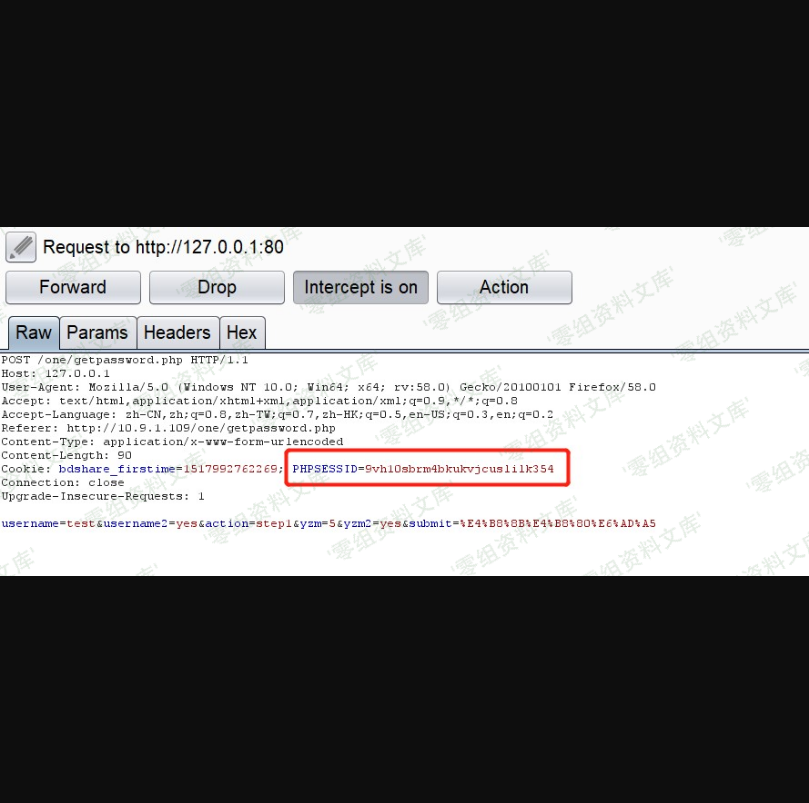 Request to http://127.0.0.1:80
Forward Drop Intercept is on Action
Raw Params Headers Hex
POST /one/getpassword.php HTTP/1.1
Host: 127.0.0.1
User-Agent: Mozilla/5.0 (Windows NT 10.0; Win64; x64; rv:58.0) Gecko/20100101 Firefox/58.0
Accept: text/html,application/xhtml+xml,application/xml;q=0.9,*/*;q=0.8
Accept-Language: zh-CN,zh;q=0.8,zh-TW;q=0.7,zh-HK;q=0.5,en-US;q=0.3,en;q=0.2
Referer: http://10.9.1.109/one/getpassword.php
Content-Type: application/x-www-form-urlencoded
Content-Length: 90
Cookie: bdshare_firstime=1517992762269; PHPSESSID=9vh10sbrm4bkukvjcus1i1k354
Connection: close
Upgrade-Insecure-Requests: 1
username=test&username2=yes&action=step1&yzm=5&yzm2=yes&submit=%E4%B8%8B%E4%B8%80%E6%AD%A5
'零组资料文库'